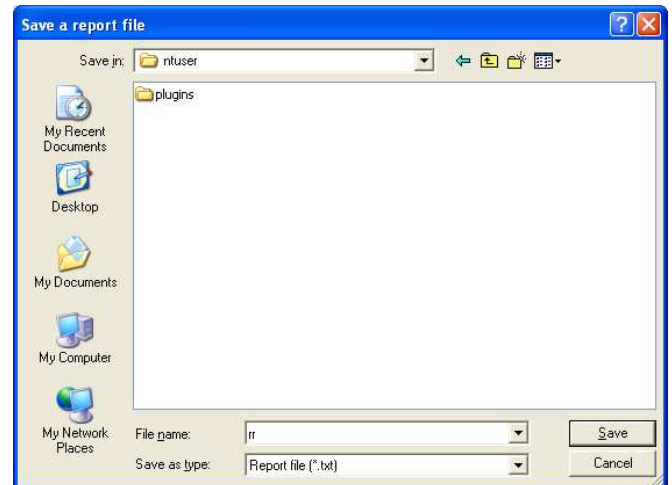 Save a report file
Save in: ntuser
plugins
My Recent
Documents
Desktop
My Documents
My Computer
My Network
Places
File name: rr
Save
Save as type: Report file (*.txt)
Cancel